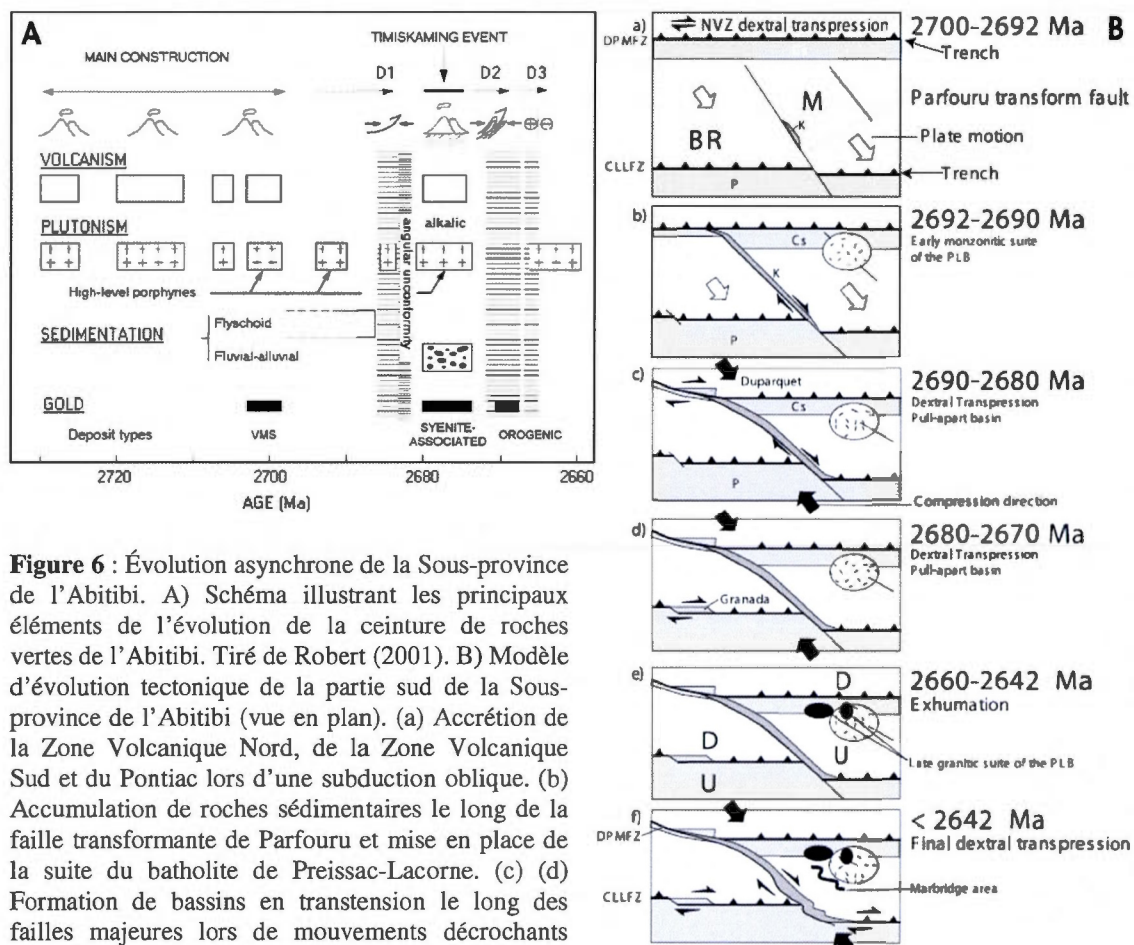 A
TIMISKAMING EVENT
MAIN CONSTRUCTION
D1
D2
D3
VOLCANISM
alkalic
PLUTONISM
angular unconformity
High-level porphyries
SEDIMENTATION
Flyschoid
Fluvial-alluvial
GOLD
Deposit types
VMS
SYENITE-
ASSOCIATED
OROGENIC
2720
2700
2680
2660
AGE (Ma)
Figure 6 : Évolution asynchrone de la Sous-province
de l'Abitibi. A) Schéma illustrant les principaux
éléments de l'évolution de la ceinture de roches
vertes de l'Abitibi. Tiré de Robert (2001). B) Modèle
d'évolution tectonique de la partie sud de la Sous-
province de l'Abitibi (vue en plan). (a) Accrétion de
la Zone Volcanique Nord, de la Zone Volcanique
Sud et du Pontiac lors d'une subduction oblique. (b)
Accumulation de roches sédimentaires le long de la
faille transformante de Parfouru et mise en place de
la suite du batholite de Preissac-Lacorne. (c) (d)
Formation de bassins en transtension le long des
failles majeures lors de mouvements décrochants
B
a)
NVZ dextral transpression
2700-2692 Ma
DPMFZ
Trench
M
Parfouru transform fault
K
BR
Plate motion
CLLFZ
Trench
P
b)
2692-2690 Ma
Cs
Early monzonitic suite
of the PLB
K
P
c)
2690-2680 Ma
Duparquet
Dextral Transpression
Pull-apart basin
Cs
P
Compression direction
d)
2680-2670 Ma
Dextral Transpression
Pull-apart basin
Granada
e)
D
2660-2642 Ma
Exhumation
D
U
Late granitic suite of the PLB
U
f)
< 2642 Ma
DPMFZ
Final dextral transpression
Marbridge area
CLLFZ